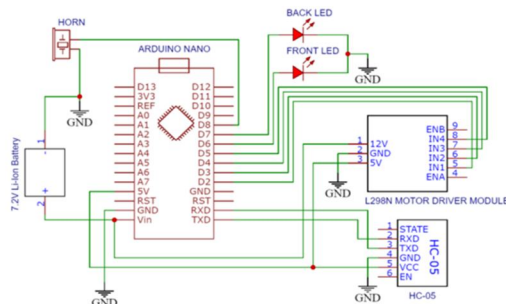 HORN
BACK LED
FRONT LED
GND
ARDUINO NANO
D13 D12
3V3 D11
REF D10
A0 D9
A1 D8
A2 D7
A3 D6
A4 D5
A5 D4
A6 D3
A7 D2
5V GND
RST RST
GND RXD
Vin TXD
GND
1
7.2V Li-Ion Battery
-
+
2
GND
1 12V
2 GND
3 5V
ENB 9
IN4 8
IN3 7
IN2 6
IN1 5
ENA 4
GND
L298N MOTOR DRIVER MODULE
1 STATE
2 RXD
3 TXD
4 GND
5 VCC
6 EN
HC-05
HC-05
GND